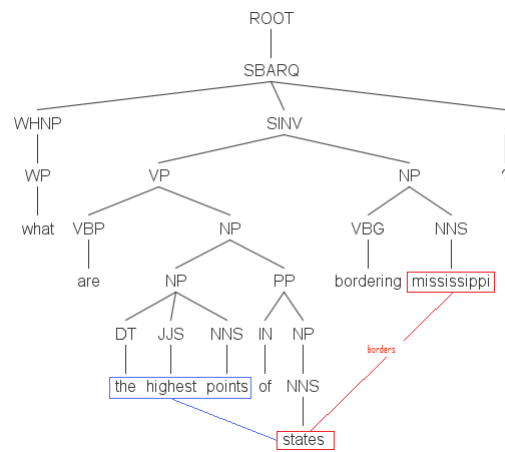 ROOT
SBARQ
WHNP SINV
WP VP NP
what VBP NP VBG NNS
are NP PP bordering mississippi
DT JJS NNS IN NP
borders
the highest points of NNS
states